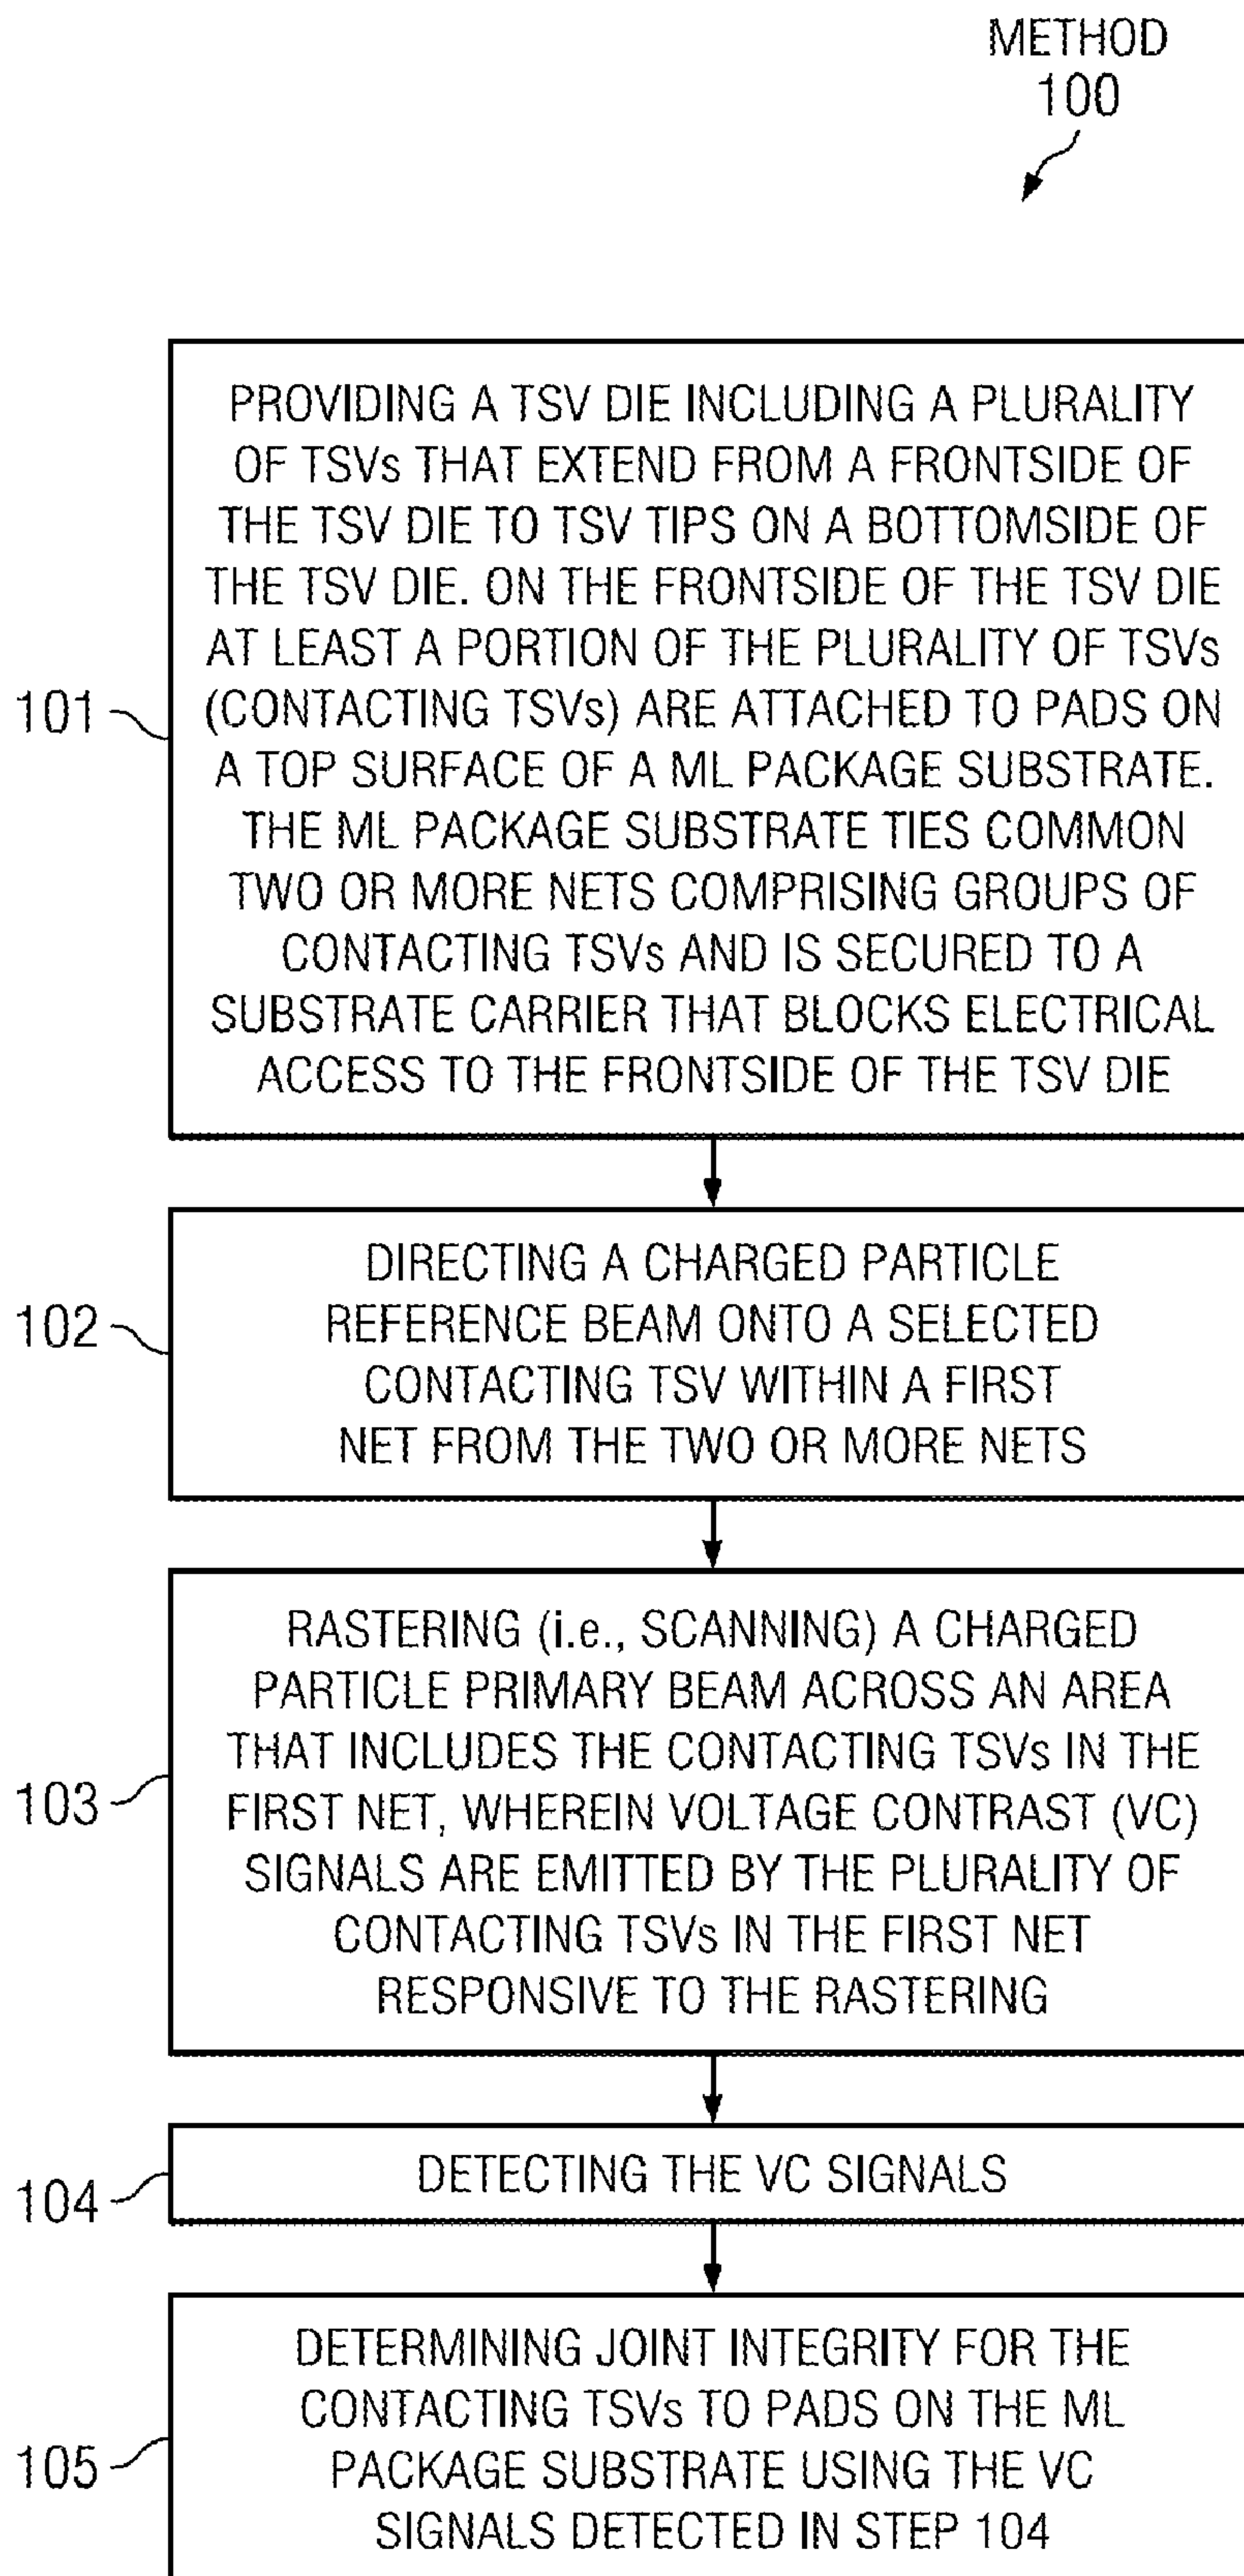 METHOD
100
PROVIDING A TSV DIE INCLUDING A PLURALITY
OF TSVs THAT EXTEND FROM A FRONTSIDE OF
THE TSV DIE TO TSV TIPS ON A BOTTOMSIDE OF
THE TSV DIE. ON THE FRONTSIDE OF THE TSV DIE
AT LEAST A PORTION OF THE PLURALITY OF TSVs
(CONTACTING TSVs) ARE ATTACHED TO PADS ON
A TOP SURFACE OF A ML PACKAGE SUBSTRATE.
THE ML PACKAGE SUBSTRATE TIES COMMON
TWO OR MORE NETS COMPRISING GROUPS OF
CONTACTING TSVs AND IS SECURED TO A
SUBSTRATE CARRIER THAT BLOCKS ELECTRICAL
ACCESS TO THE FRONTSIDE OF THE TSV DIE
101
DIRECTING A CHARGED PARTICLE
REFERENCE BEAM ONTO A SELECTED
CONTACTING TSV WITHIN A FIRST
NET FROM THE TWO OR MORE NETS
102
RASTERING (i.e., SCANNING) A CHARGED
PARTICLE PRIMARY BEAM ACROSS AN AREA
THAT INCLUDES THE CONTACTING TSVs IN THE
FIRST NET, WHEREIN VOLTAGE CONTRAST (VC)
SIGNALS ARE EMITTED BY THE PLURALITY OF
CONTACTING TSVs IN THE FIRST NET
RESPONSIVE TO THE RASTERING
103
DETECTING THE VC SIGNALS
104
DETERMINING JOINT INTEGRITY FOR THE
CONTACTING TSVs TO PADS ON THE ML
PACKAGE SUBSTRATE USING THE VC
SIGNALS DETECTED IN STEP 104
105